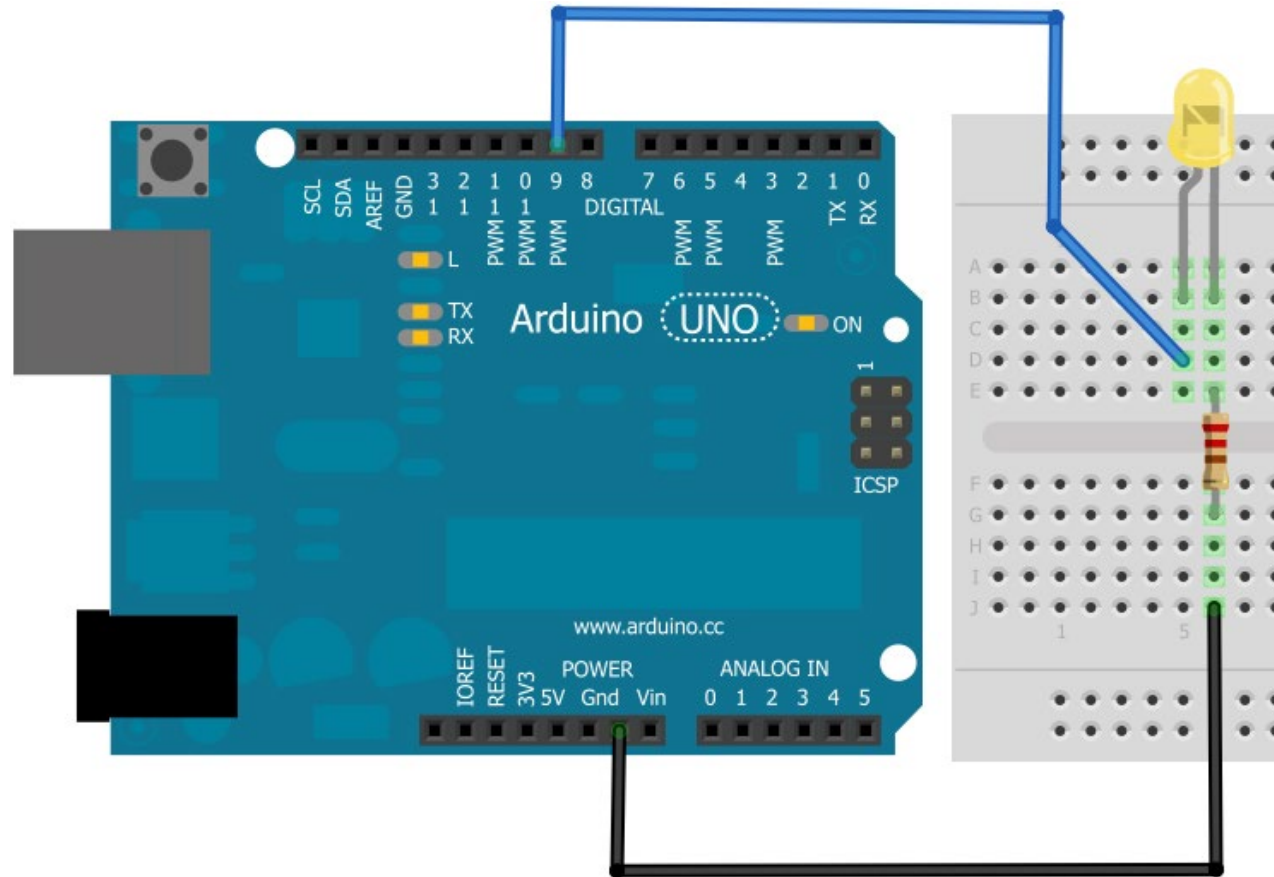 SCL SDA AREF GND 13 12 11 10 9 8 7 6 5 4 3 2 1 0
PWM PWM PWM DIGITAL PWM PWM PWM TX RX
L
TX
RX
Arduino UNO ON
1
ICSP
www.arduino.cc
POWER ANALOG IN
IOREF RESET 3V3 5V Gnd Vin 0 1 2 3 4 5
A
B
C
D
E
F
G
H
I
J
1 5